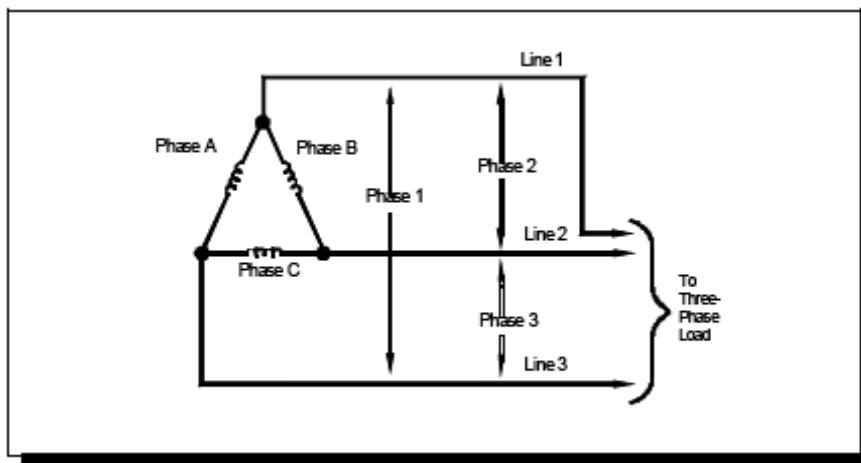 Line 1
Phase A
Phase B
Phase 2
Phase 1
Line 2
Phase C
To
Three-
Phase
Load
Phase 3
Line 3